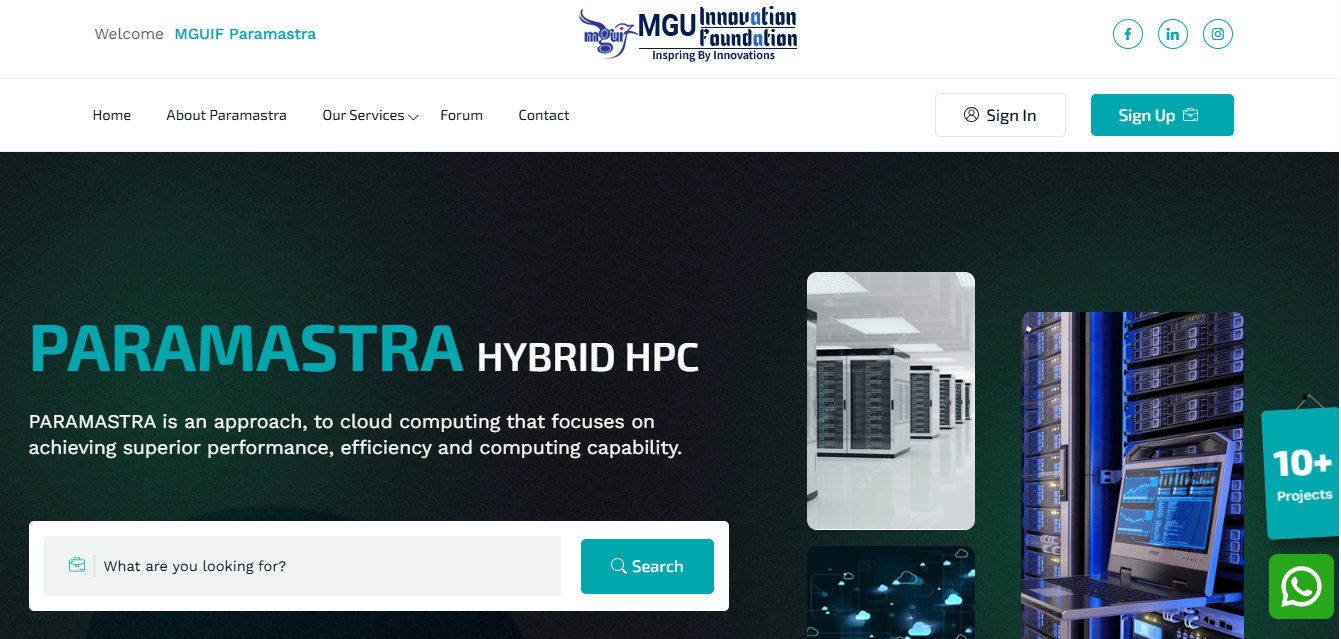 Welcome MGUIF Paramastra
mgui
MGU Innovation
Foundation
Inspring By Innovations
Home About Paramastra Our Services Forum Contact
Sign In
Sign Up
PARAMASTRA HYBRID HPC
PARAMASTRA is an approach, to cloud computing that focuses on
achieving superior performance, efficiency and computing capability.
What are you looking for?
Search
10+
Projects